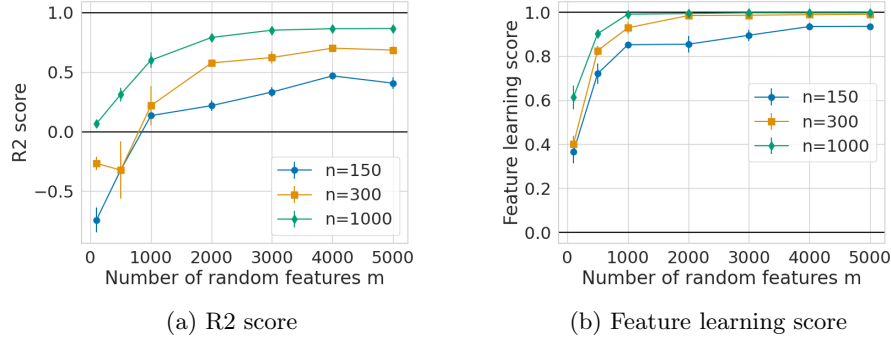 1.0
0.5
0.0
−0.5
R2 score
n=150
n=300
n=1000
0 1000 2000 3000 4000 5000
Number of random features m
(a) R2 score
1.0
0.8
0.6
0.4
0.2
0.0
Feature learning score
n=150
n=300
n=1000
0 1000 2000 3000 4000 5000
Number of random features m
(b) Feature learning score